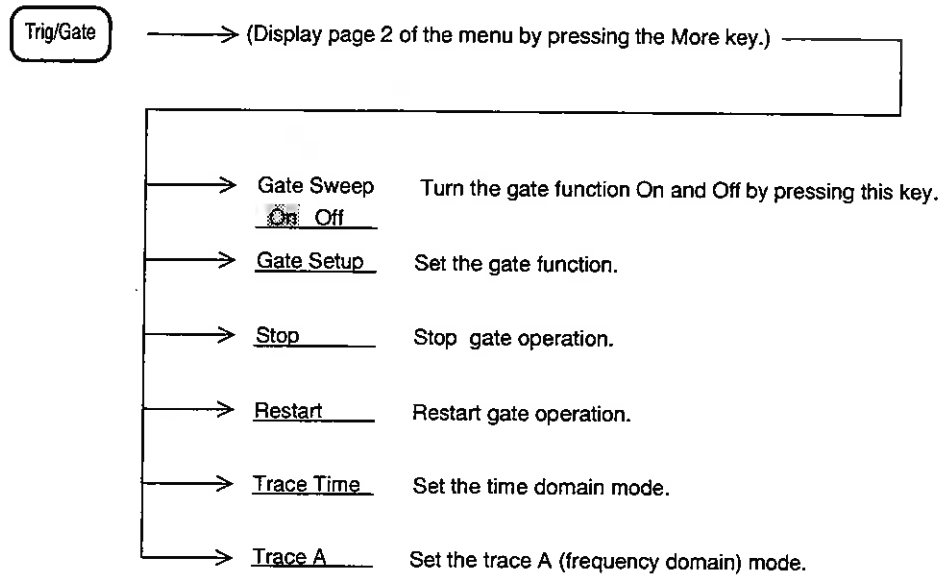 Trig/Gate (Display page 2 of the menu by pressing the More key.)
Gate Sweep Turn the gate function On and Off by pressing this key.
On Off
Gate Setup Set the gate function.
Stop Stop gate operation.
Restart Restart gate operation.
Trace Time Set the time domain mode.
Trace A Set the trace A (frequency domain) mode.